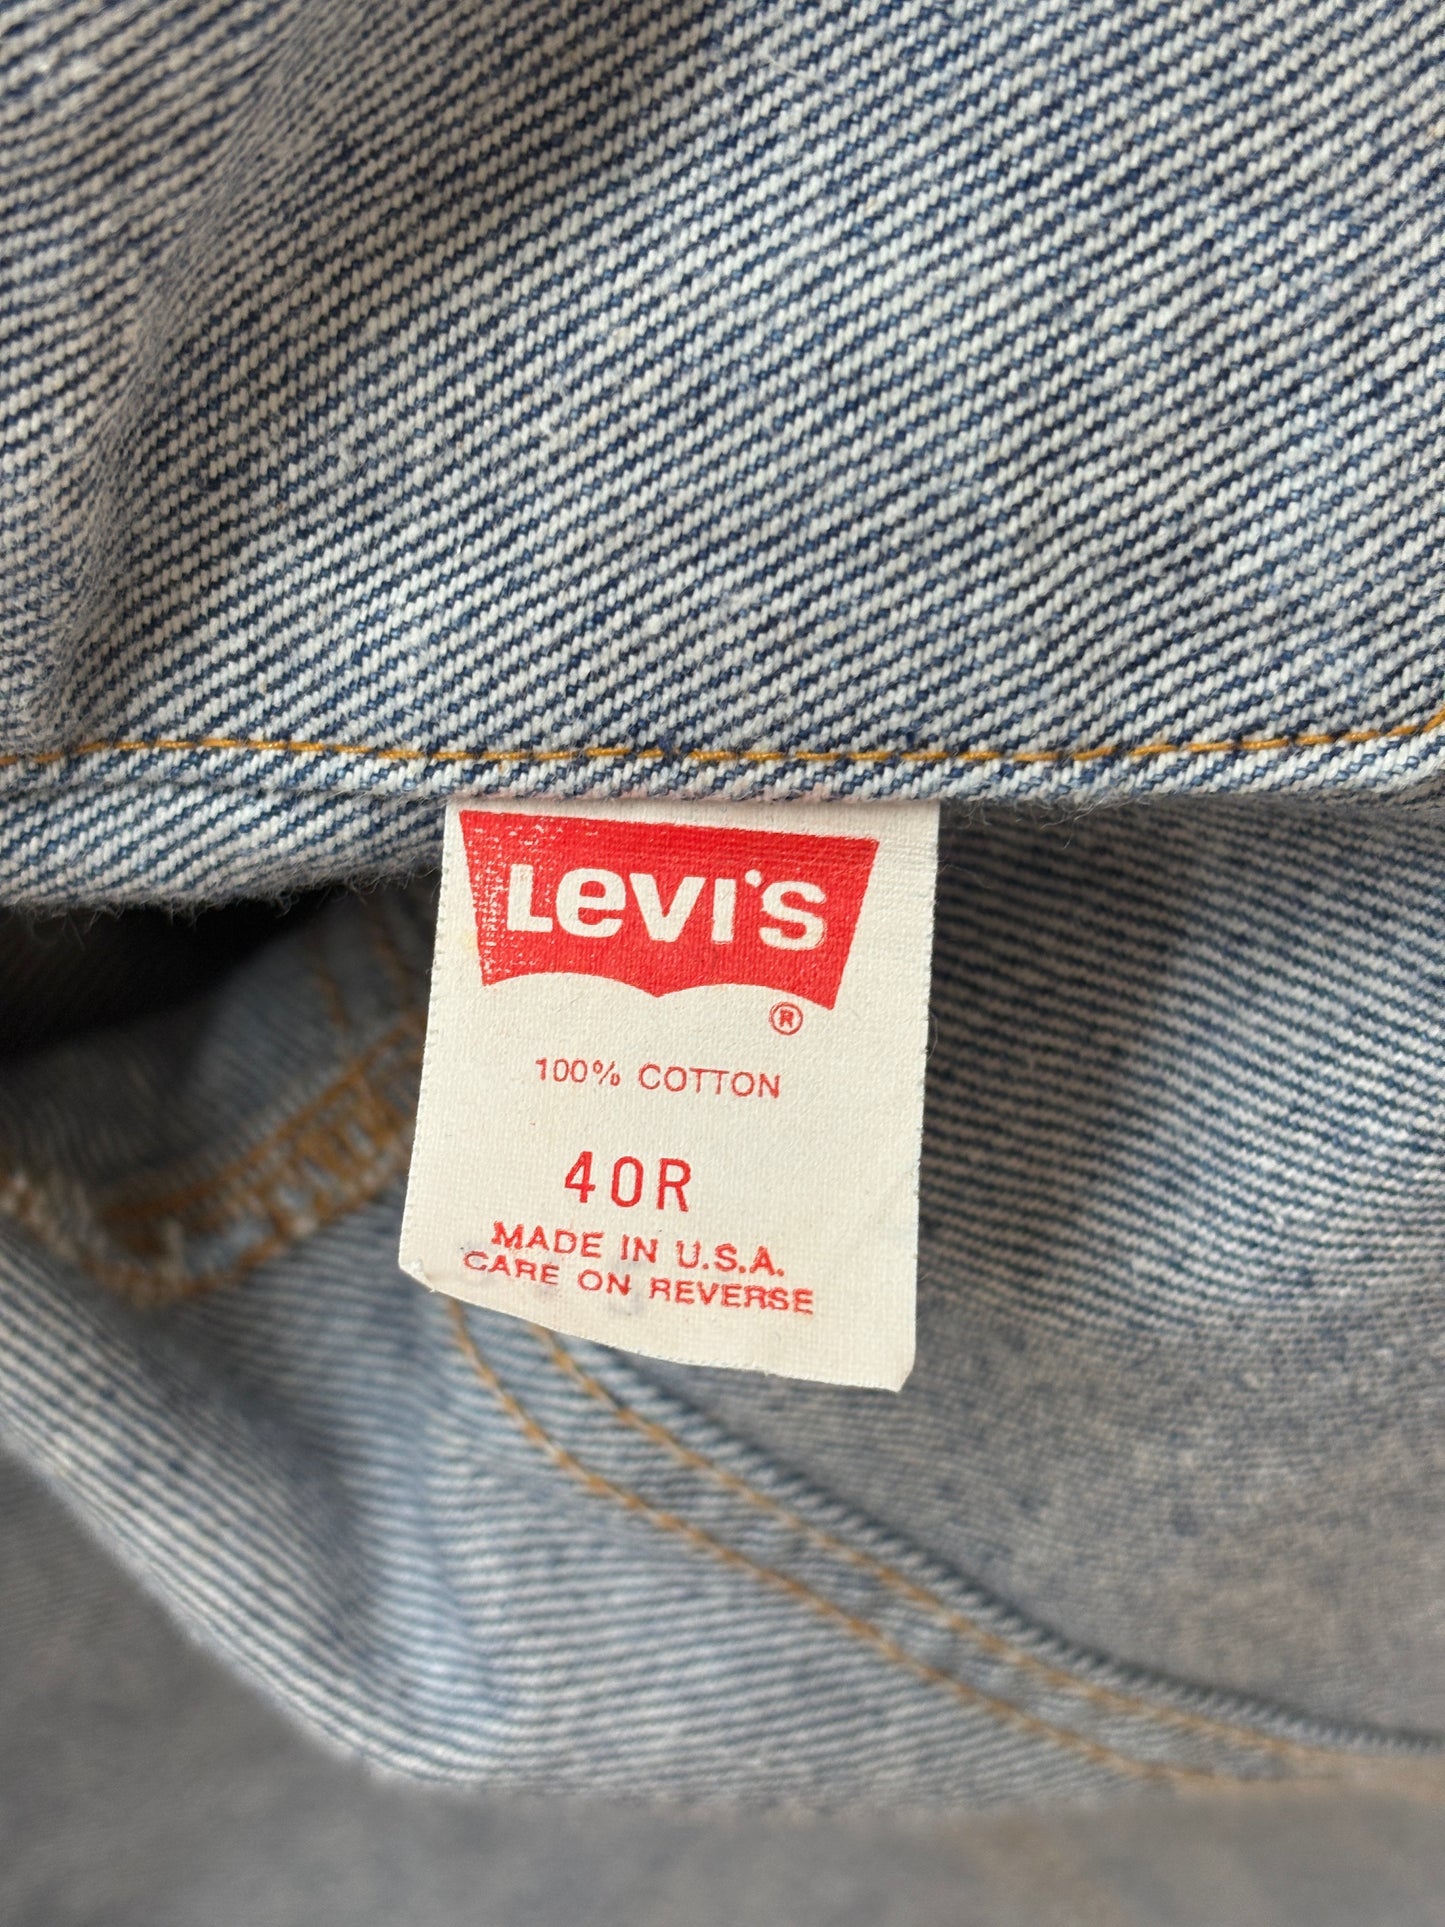 Levi's
®
100% COTTON
40R
MADE IN U.S.A.
CARE ON REVERSE